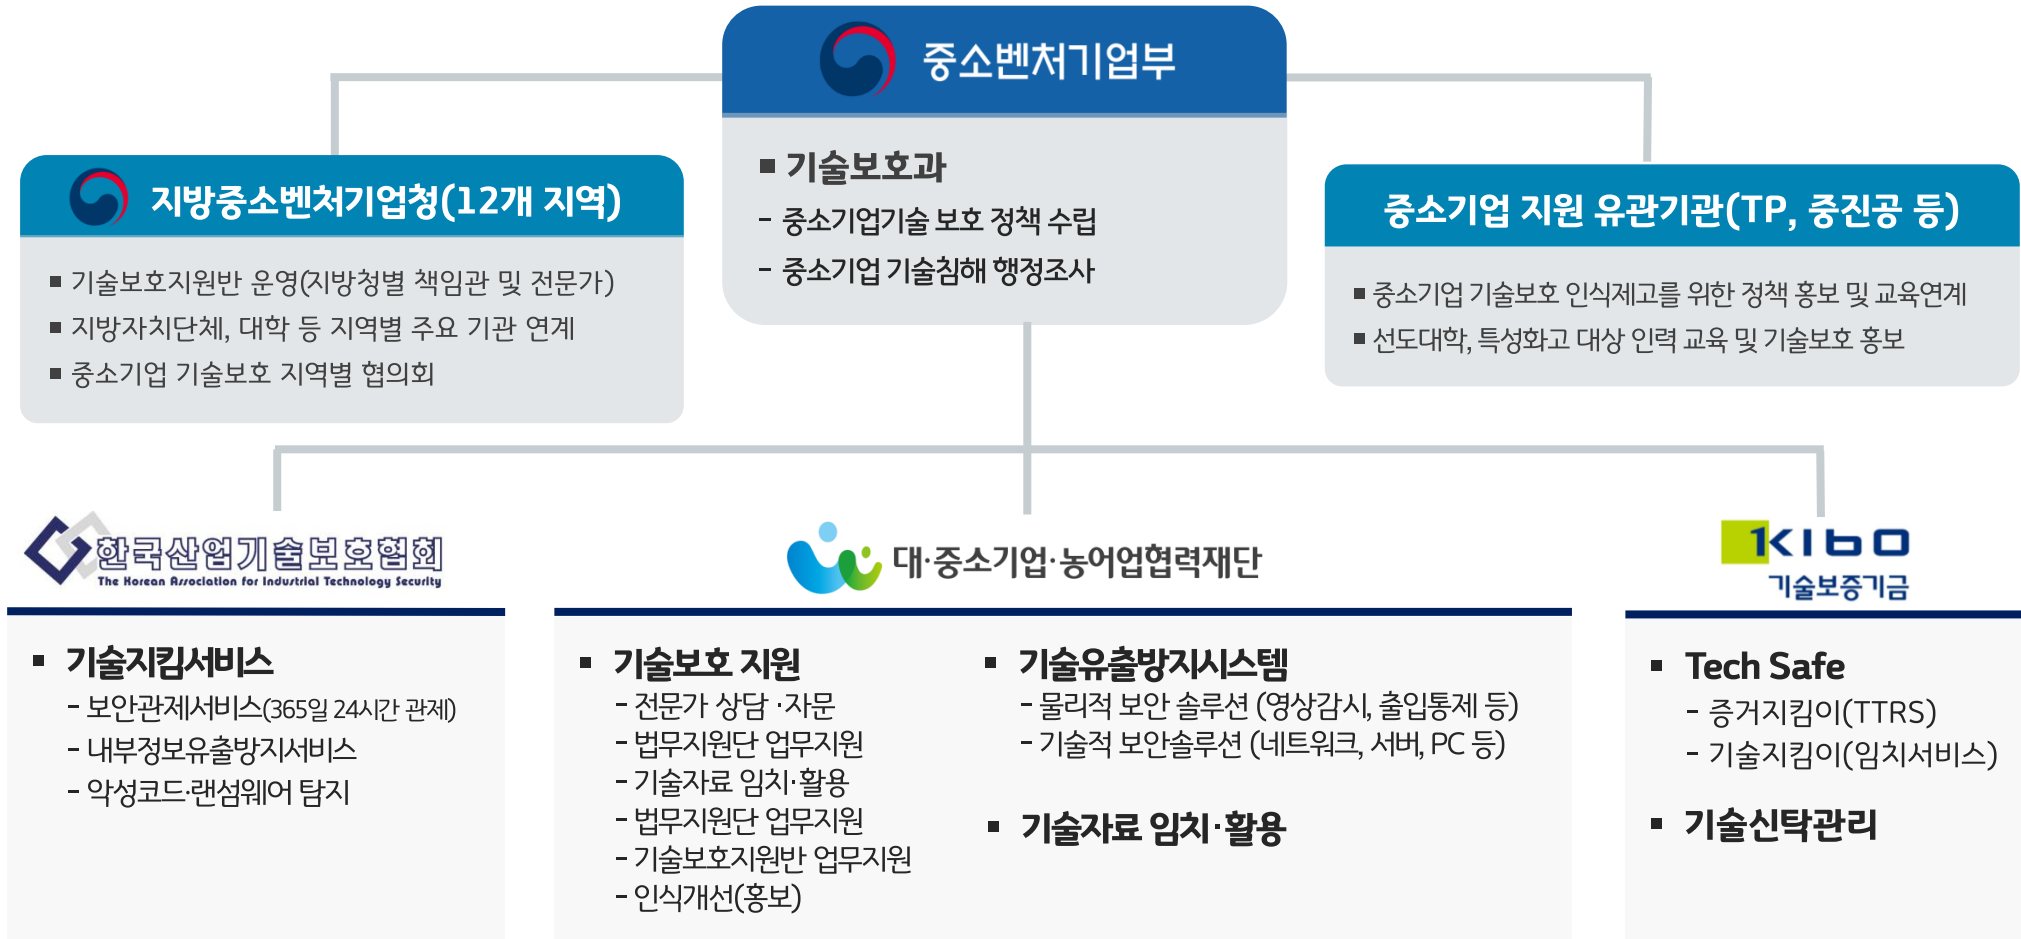 중소벤처기업부
■ 기술보호과
- 중소기업기술 보호 정책 수립
- 중소기업 기술침해 행정조사
지방중소벤처기업청(12개 지역)
■ 기술보호지원반 운영(지방청별 책임관 및 전문가)
■ 지방자치단체, 대학 등 지역별 주요 기관 연계
■ 중소기업 기술보호 지역별 협의회
중소기업 지원 유관기관(TP, 중진공 등)
■ 중소기업 기술보호 인식제고를 위한 정책 홍보 및 교육연계
■ 선도대학, 특성화고 대상 인력 교육 및 기술보호 홍보
한국산업기술보호협회
The Korean Association for Industrial Technology Security
■ 기술지킴서비스
- 보안관제서비스(365일 24시간 관제)
- 내부정보유출방지서비스
- 악성코드·랜섬웨어 탐지
대·중소기업·농어업협력재단
■ 기술보호 지원
- 전문가 상담 ·자문
- 법무지원단 업무지원
- 기술자료 임치·활용
- 법무지원단 업무지원
- 기술보호지원반 업무지원
- 인식개선(홍보)
■ 기술유출방지시스템
- 물리적 보안 솔루션 (영상감시, 출입통제 등)
- 기술적 보안솔루션 (네트워크, 서버, PC 등)
■ 기술자료 임치·활용
KIBO
기술보증기금
■ Tech Safe
- 증거지킴이(TTRS)
- 기술지킴이(임치서비스)
■ 기술신탁관리